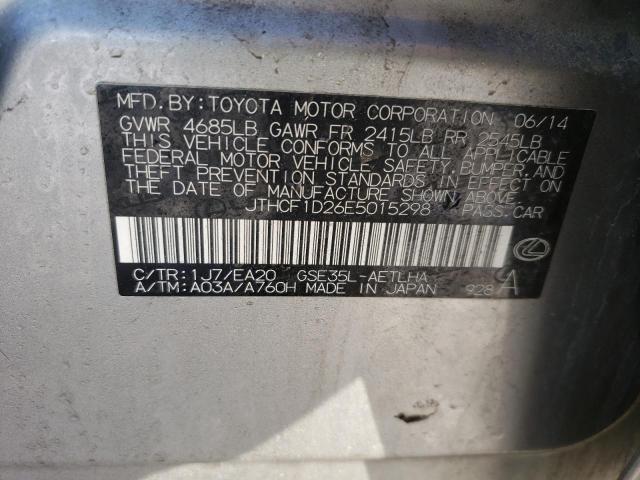 MFD. BY: TOYOTA MOTOR CORPORATION 06/14
GVWR 4685LB GAWR FR 2415LB RR 2545LB
THIS VEHICLE CONFORMS TO ALL APPLICABLE
FEDERAL MOTOR VEHICLE SAFETY, BUMPER, AND
THEFT PREVENTION STANDARDS IN EFFECT ON
THE DATE OF MANUFACTURE SHOWN ABOVE.
JTHCF1D26E5015298 PASS. CAR
C/TR: 1J7/EA20 GSE35L-AETLHA
A/TM: A03A/A760H MADE IN JAPAN 928 A